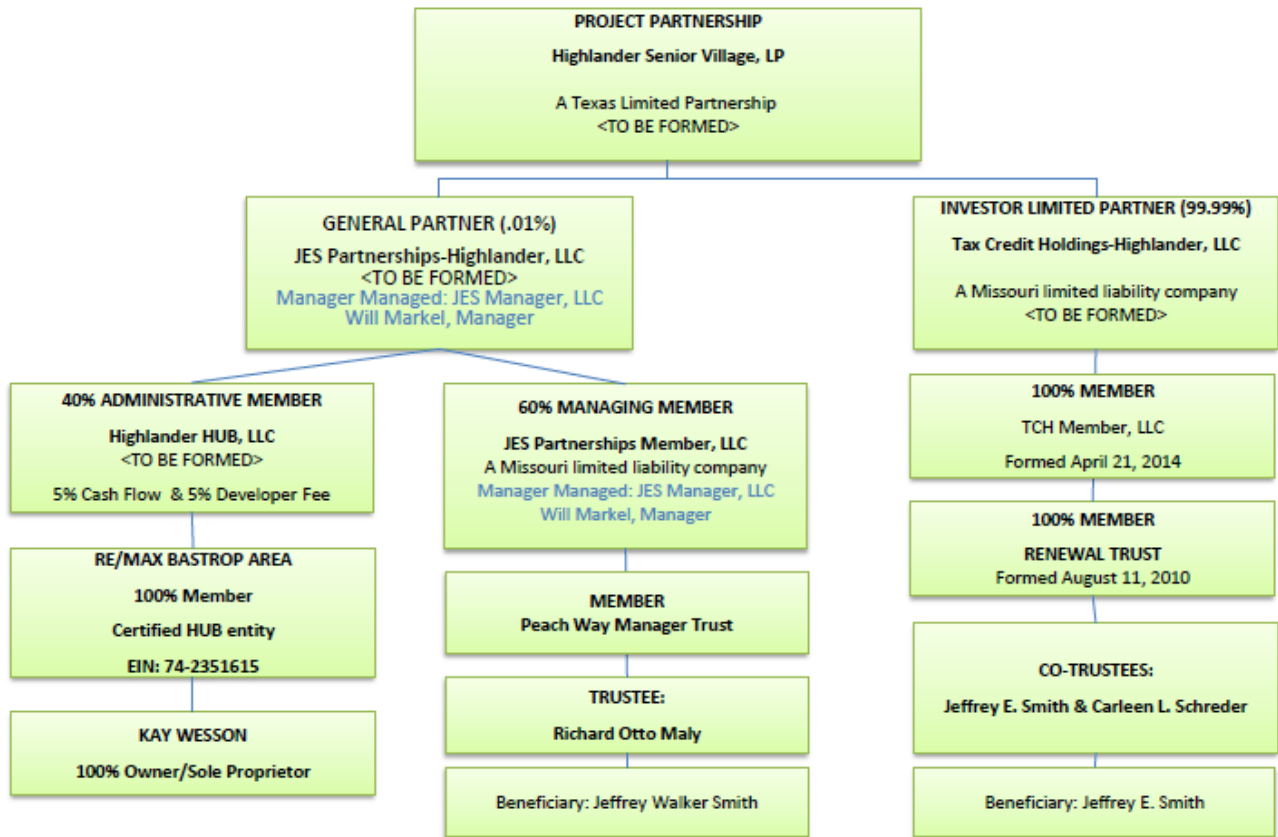 PROJECT PARTNERSHIP
Highlander Senior Village, LP
A Texas Limited Partnership
<TO BE FORMED>
GENERAL PARTNER (.01%)
JES Partnerships-Highlander, LLC
<TO BE FORMED>
Manager Managed: JES Manager, LLC
Will Markel, Manager
INVESTOR LIMITED PARTNER (99.99%)
Tax Credit Holdings-Highlander, LLC
A Missouri limited liability company
<TO BE FORMED>
40% ADMINISTRATIVE MEMBER
Highlander HUB, LLC
<TO BE FORMED>
5% Cash Flow & 5% Developer Fee
60% MANAGING MEMBER
JES Partnerships Member, LLC
A Missouri limited liability company
Manager Managed: JES Manager, LLC
Will Markel, Manager
100% MEMBER
TCH Member, LLC
Formed April 21, 2014
RE/MAX BASTROP AREA
100% Member
Certified HUB entity
EIN: 74-2351615
MEMBER
Peach Way Manager Trust
100% MEMBER
RENEWAL TRUST
Formed August 11, 2010
KAY WESSON
100% Owner/Sole Proprietor
TRUSTEE:
Richard Otto Maly
CO-TRUSTEES:
Jeffrey E. Smith & Carleen L. Schreder
Beneficiary: Jeffrey Walker Smith
Beneficiary: Jeffrey E. Smith